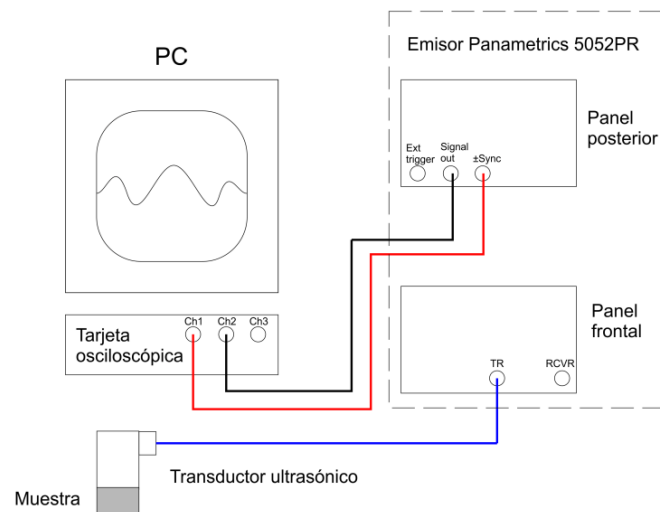 PC
Emisor Panametrics 5052PR
Ext
trigger
Signal
out
±Sync
Panel
posterior
Tarjeta
osciloscópica
Ch1
Ch2
Ch3
Panel
frontal
TR
RCVR
Transductor ultrasónico
Muestra